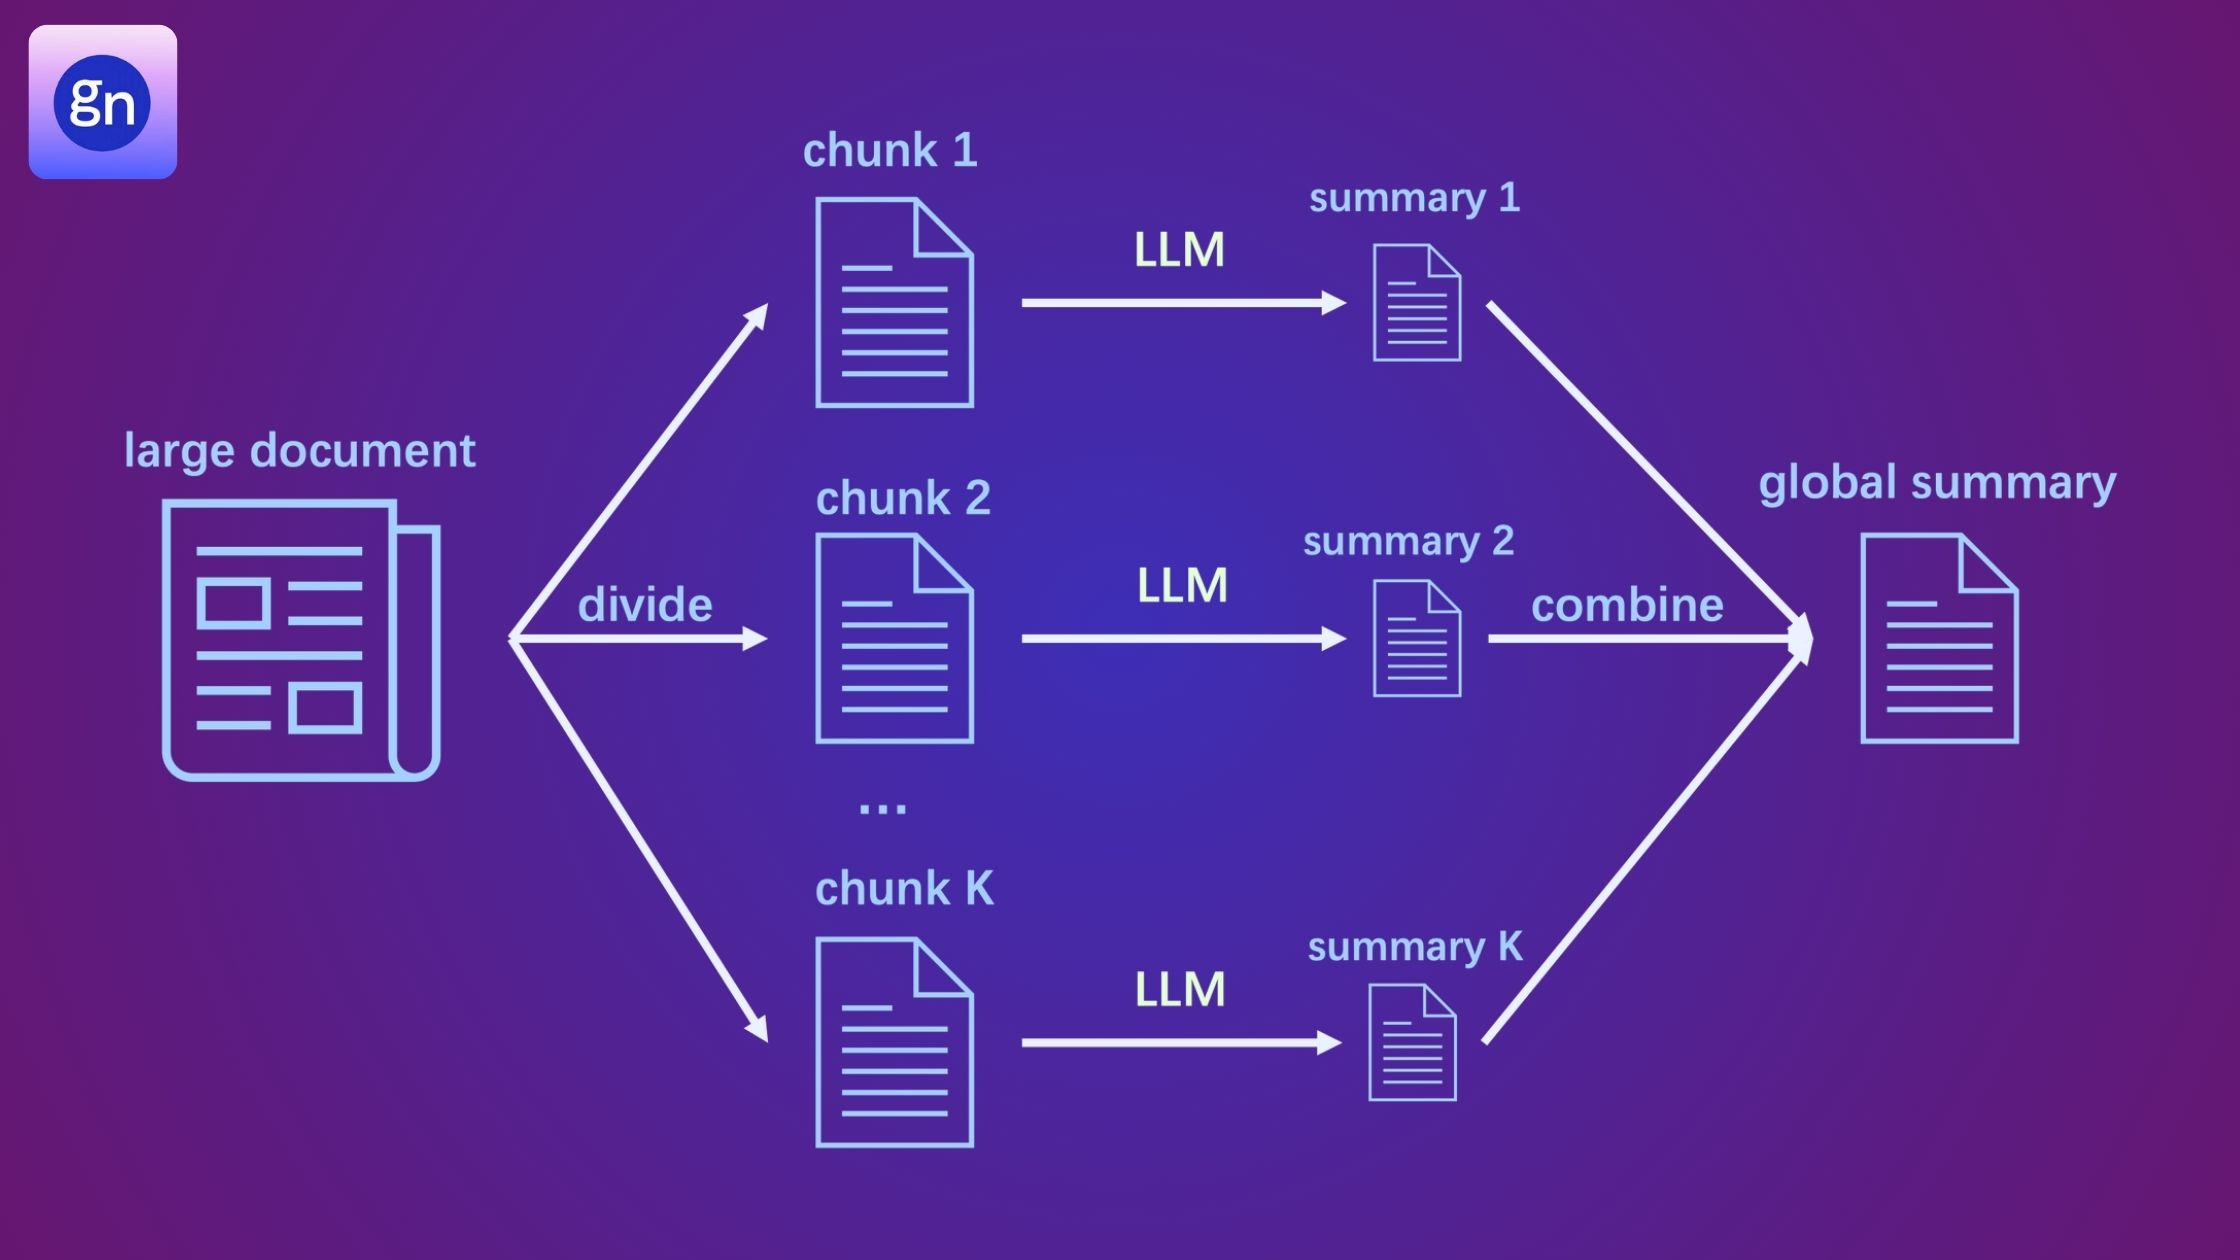 gn
large document
divide
chunk 1
LLM
summary 1
chunk 2
LLM
summary 2
...
chunk K
LLM
summary K
combine
global summary